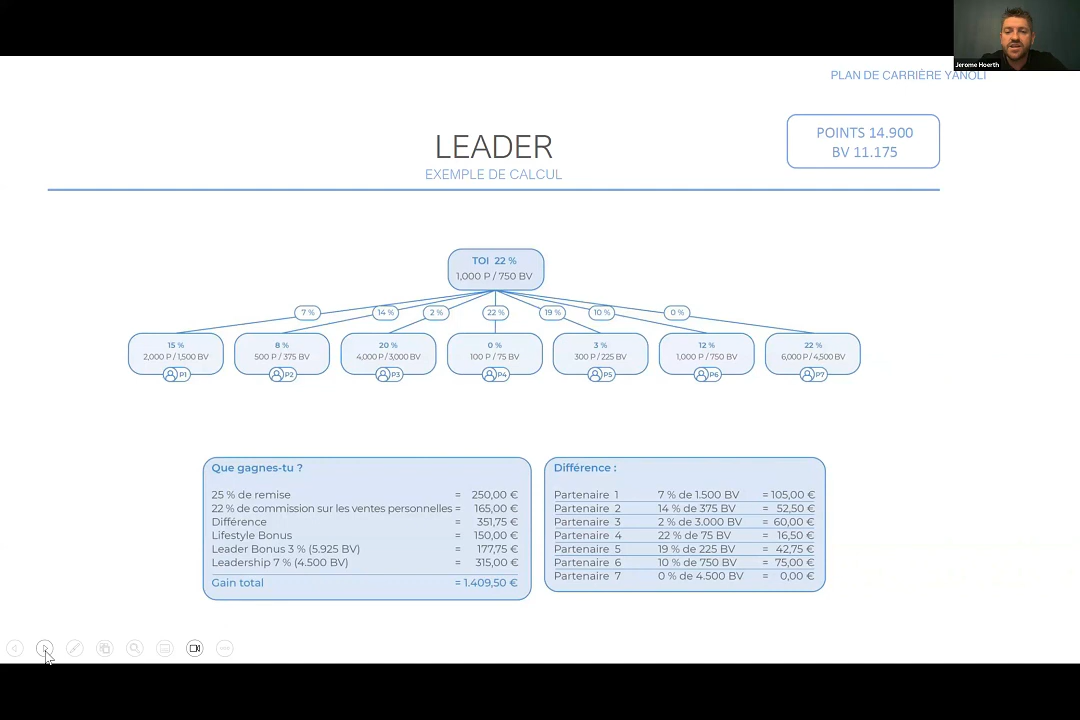 Jerome Hoerth
PLAN DE CARRIÈRE YANOLI
POINTS 14.900
BV 11.175
LEADER
EXEMPLE DE CALCUL
TOI 22 %
1,000 P / 750 BV
7 %
14 %
2 %
22 %
19 %
10 %
0 %
15 %
2,000 P / 1,500 BV
P1
8 %
500 P / 375 BV
P2
20 %
4,000 P / 3,000 BV
P3
0 %
100 P / 75 BV
P4
3 %
300 P / 225 BV
P5
12 %
1,000 P / 750 BV
P6
22 %
6,000 P / 4,500 BV
P7
Que gagnes-tu ?
25 % de remise = 250,00 €
22 % de commission sur les ventes personnelles = 165,00 €
Différence = 351,75 €
Lifestyle Bonus = 150,00 €
Leader Bonus 3 % (5.925 BV) = 177,75 €
Leadership 7 % (4.500 BV) = 315,00 €
Gain total = 1.409,50 €
Différence :
Partenaire 1 7 % de 1.500 BV = 105,00 €
Partenaire 2 14 % de 375 BV = 52,50 €
Partenaire 3 2 % de 3.000 BV = 60,00 €
Partenaire 4 22 % de 75 BV = 16,50 €
Partenaire 5 19 % de 225 BV = 42,75 €
Partenaire 6 10 % de 750 BV = 75,00 €
Partenaire 7 0 % de 4.500 BV = 0,00 €